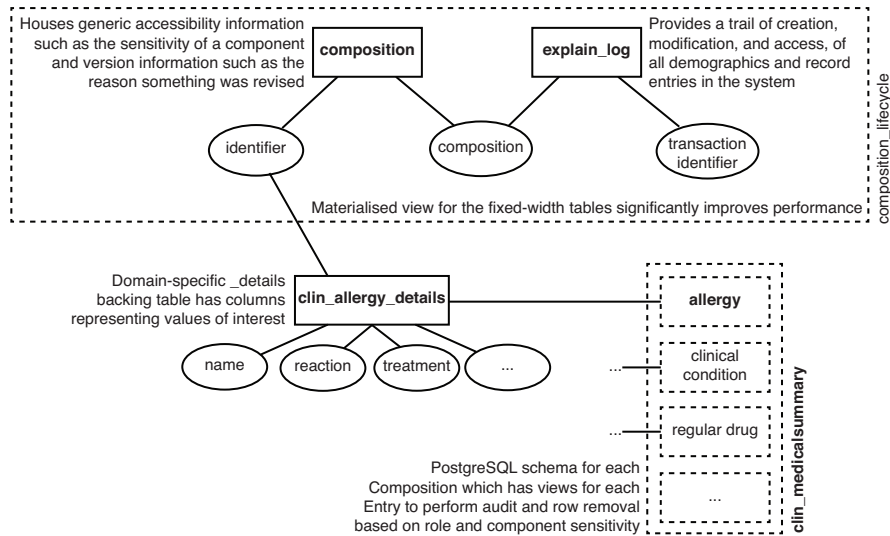 Houses generic accessibility information
such as the sensitivity of a component
and version information such as the
reason something was revised
composition
explain_log
Provides a trail of creation,
modification, and access, of
all demographics and record
entries in the system
composition_lifecycle
identifier
composition
transaction
identifier
Materialised view for the fixed-width tables significantly improves performance
Domain-specific _details
backing table has columns
representing values of interest
clin_allergy_details
allergy
name
reaction
treatment
...
...
clinical
condition
...
regular drug
clin_medicalsummary
PostgreSQL schema for each
Composition which has views for each
Entry to perform audit and row removal
based on role and component sensitivity
...